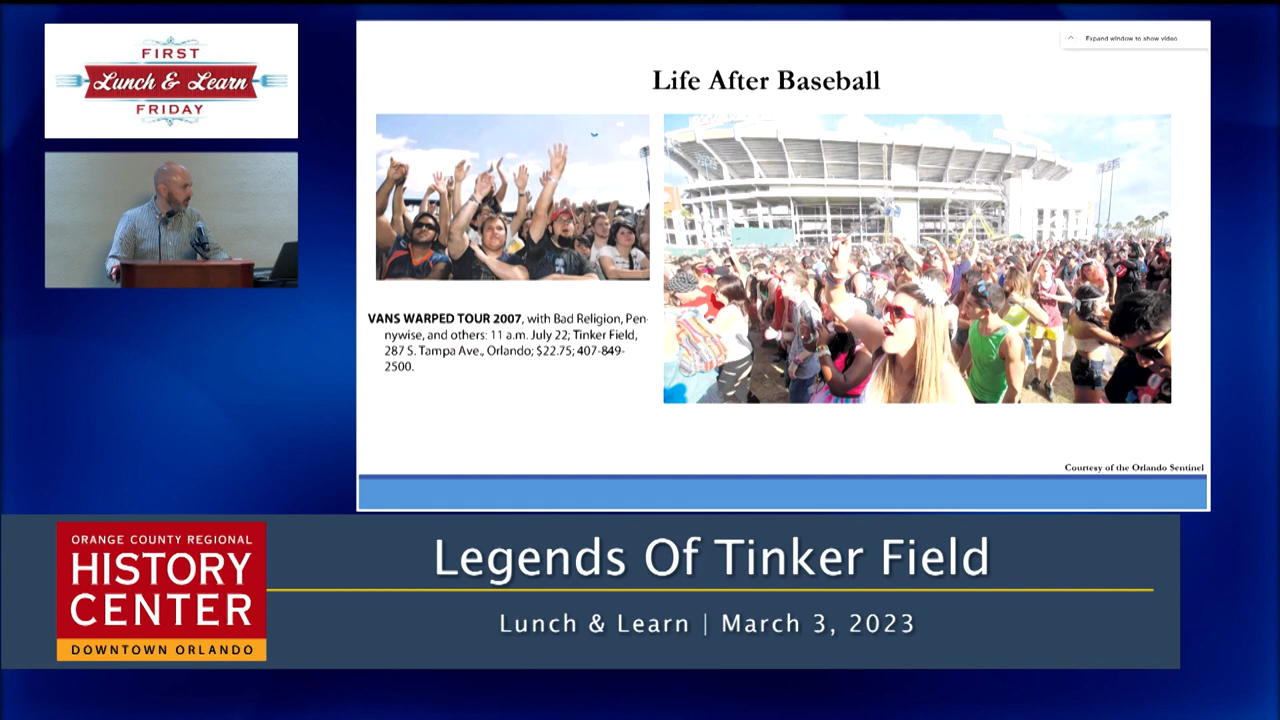 FIRST
Lunch & Learn
FRIDAY
Expand window to show video
Life After Baseball
VANS WARPED TOUR 2007, with Bad Religion, Pen-
nywise, and others: 11 a.m. July 22; Tinker Field,
287 S. Tampa Ave., Orlando; $22.75; 407-849-
2500.
Courtesy of the Orlando Sentinel
ORANGE COUNTY REGIONAL
HISTORY
CENTER
DOWNTOWN ORLANDO
Legends Of Tinker Field
Lunch & Learn | March 3, 2023